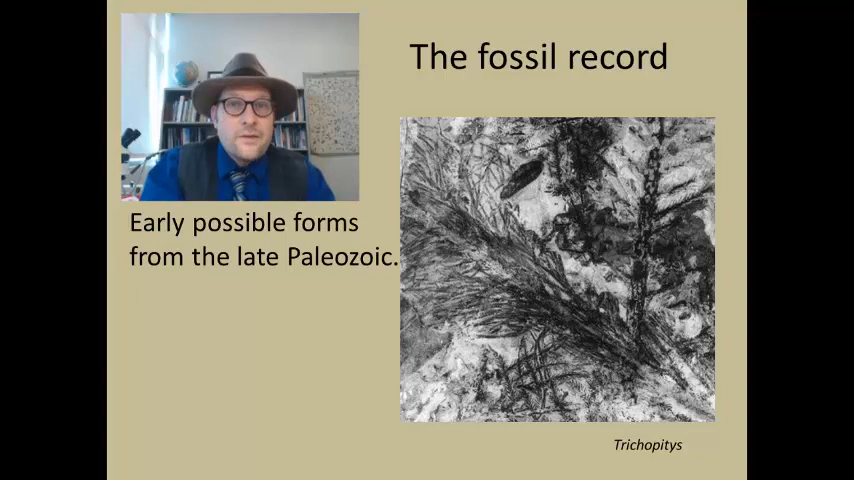 The fossil record
Early possible forms
from the late Paleozoic.
Trichopitys